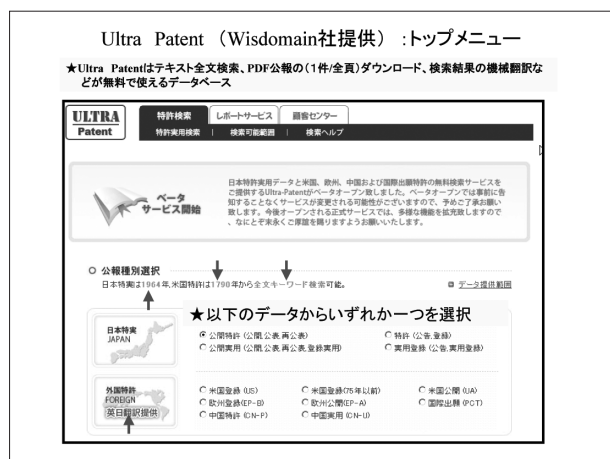 Ultra Patent （Wisdomain社提供） :トップメニュー
★Ultra Patentはテキスト全文検索、PDF公報の（1件/全頁）ダウンロード、検索結果の機械翻訳な
どが無料で使えるデータベース
ULTRA
Patent
特許検索 レポートサービス 顧客センター
特許実用検索 | 検索可能範囲 | 検索ヘルプ
ベータ
サービス開始
日本特許実用データと米国、欧州、中国および国際出願特許の無料検索サービスを
ご提供するUltra-Patentがベータオープン致しました。ベータオープンでは事前に告
知することなくサービスが変更される可能性がございますので、予めご了承お願い
致します。今後オープンされる正式サービスでは、多様な機能を拡充致しますので
、なにとぞ末永くご厚誼を賜りますようお願いいたします。
公報種別選択
日本特実は1964年,米国特許は1790年から全文キーワード検索可能。
データ提供範囲
★以下のデータからいずれか一つを選択
日本特実
JAPAN
公開特許 (公開,公表,再公表) 特許 (公告,登録)
公開実用 (公開,公表,再公表,登録実用) 実用登録 (公告,実用登録)
外国特許
FOREIGN
英日翻訳提供
米国登録 (US) 米国登録(75年以前) 米国公開 (UA)
欧州登録(EP-B) 欧州公開(EP-A) 国際出願 (PCT)
中国特許 (CN-P) 中国実用 (CN-U)